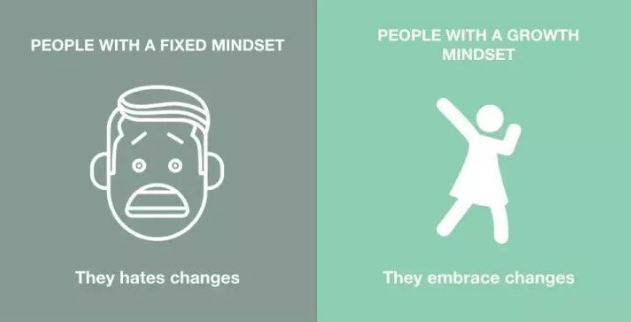 PEOPLE WITH A FIXED MINDSET
They hates changes
PEOPLE WITH A GROWTH
MINDSET
They embrace changes